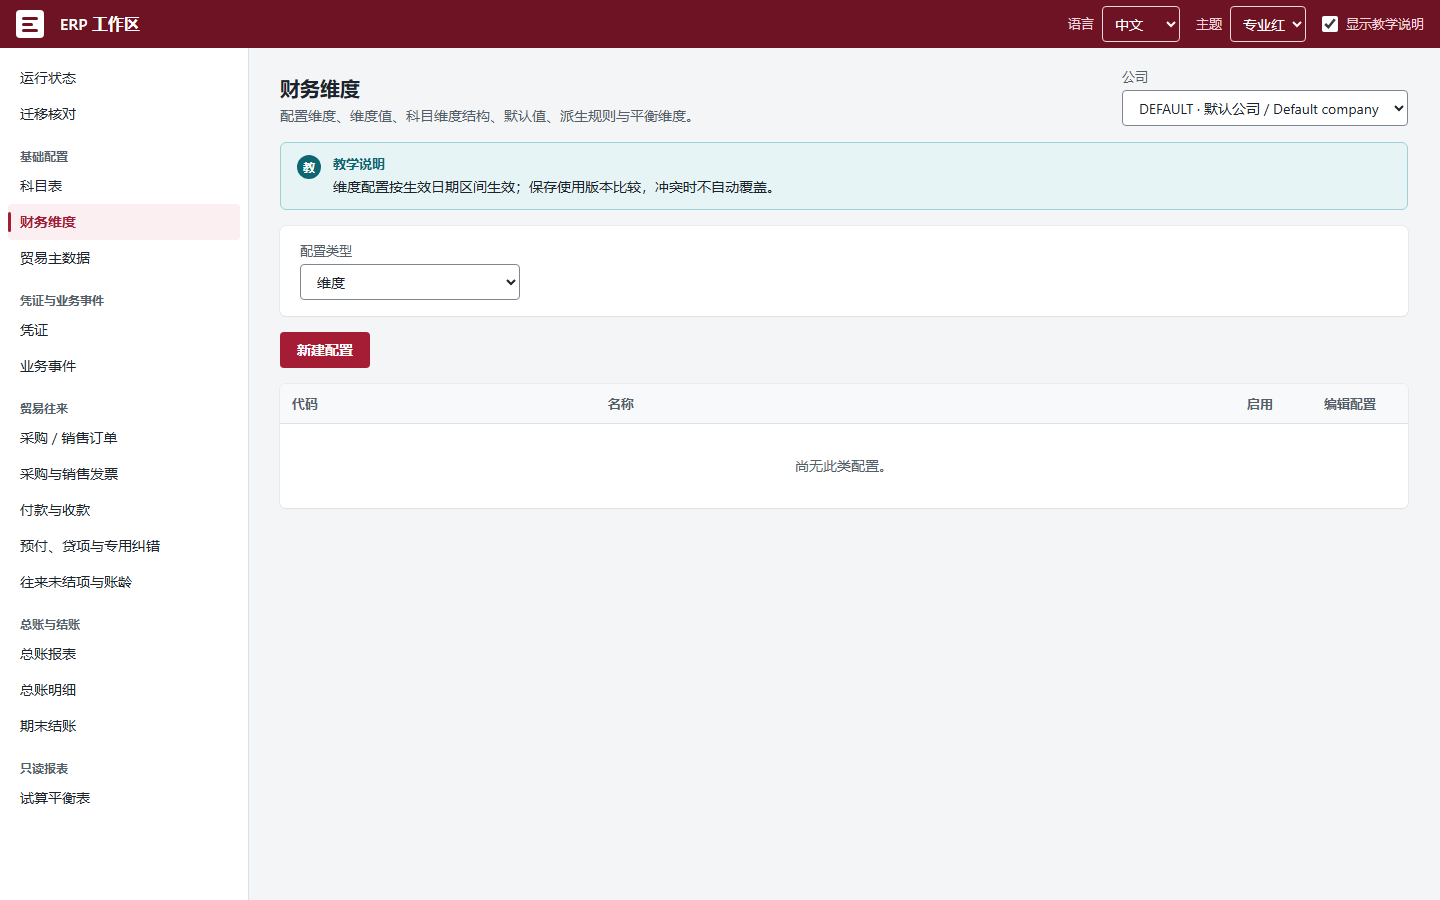 ERP 工作区
语言 中文 主题 专业红 显示教学说明
运行状态
迁移核对
基础配置
科目表
财务维度
贸易主数据
凭证与业务事件
凭证
业务事件
贸易往来
采购 / 销售订单
采购与销售发票
付款与收款
预付、贷项与专用纠错
往来未结项与账龄
总账与结账
总账报表
总账明细
期末结账
只读报表
试算平衡表
财务维度
配置维度、维度值、科目维度结构、默认值、派生规则与平衡维度。
公司
DEFAULT · 默认公司 / Default company
教 教学说明
维度配置按生效日期区间生效；保存使用版本比较，冲突时不自动覆盖。
配置类型
维度
新建配置
代码 名称 启用 编辑配置
尚无此类配置。